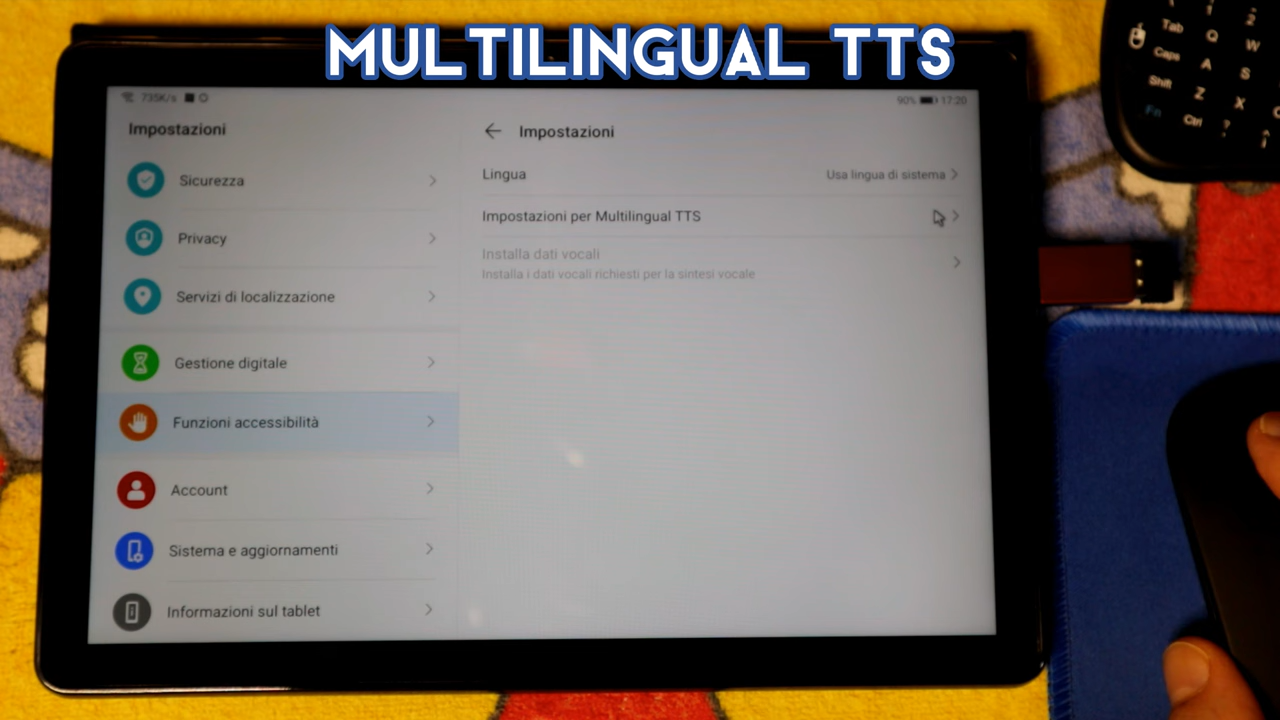 MULTILINGUAL TTS
735K/s
90% 17:20
Impostazioni
Sicurezza
Privacy
Servizi di localizzazione
Gestione digitale
Funzioni accessibilità
Account
Sistema e aggiornamenti
Informazioni sul tablet
Impostazioni
Lingua
Usa lingua di sistema
Impostazioni per Multilingual TTS
Installa dati vocali
Installa i dati vocali richiesti per la sintesi vocale
Tab Q W
Caps A S
Shift Z X
Fn Ctrl ?